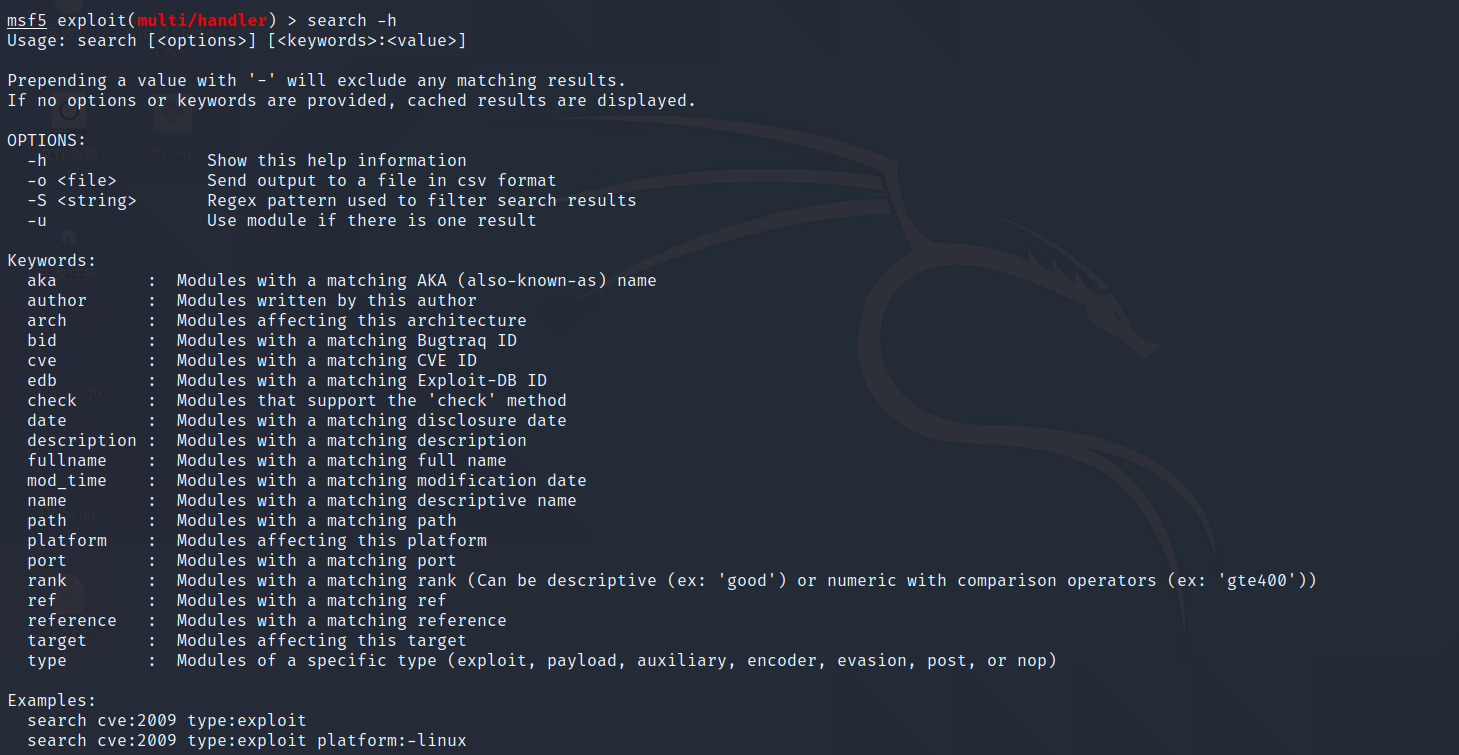 msf5 exploit(multi/handler) > search -h
Usage: search [<options>] [<keywords>:<value>]

Prepending a value with '-' will exclude any matching results.
If no options or keywords are provided, cached results are displayed.

OPTIONS:
  -h                Show this help information
  -o <file>         Send output to a file in csv format
  -S <string>       Regex pattern used to filter search results
  -u                Use module if there is one result

Keywords:
  aka         :  Modules with a matching AKA (also-known-as) name
  author      :  Modules written by this author
  arch        :  Modules affecting this architecture
  bid         :  Modules with a matching Bugtraq ID
  cve         :  Modules with a matching CVE ID
  edb         :  Modules with a matching Exploit-DB ID
  check       :  Modules that support the 'check' method
  date        :  Modules with a matching disclosure date
  description :  Modules with a matching description
  fullname    :  Modules with a matching full name
  mod_time    :  Modules with a matching modification date
  name        :  Modules with a matching descriptive name
  path        :  Modules with a matching path
  platform    :  Modules affecting this platform
  port        :  Modules with a matching port
  rank        :  Modules with a matching rank (Can be descriptive (ex: 'good') or numeric with comparison operators (ex: 'gte400'))
  ref         :  Modules with a matching ref
  reference   :  Modules with a matching reference
  target      :  Modules affecting this target
  type        :  Modules of a specific type (exploit, payload, auxiliary, encoder, evasion, post, or nop)

Examples:
  search cve:2009 type:exploit
  search cve:2009 type:exploit platform:-linux